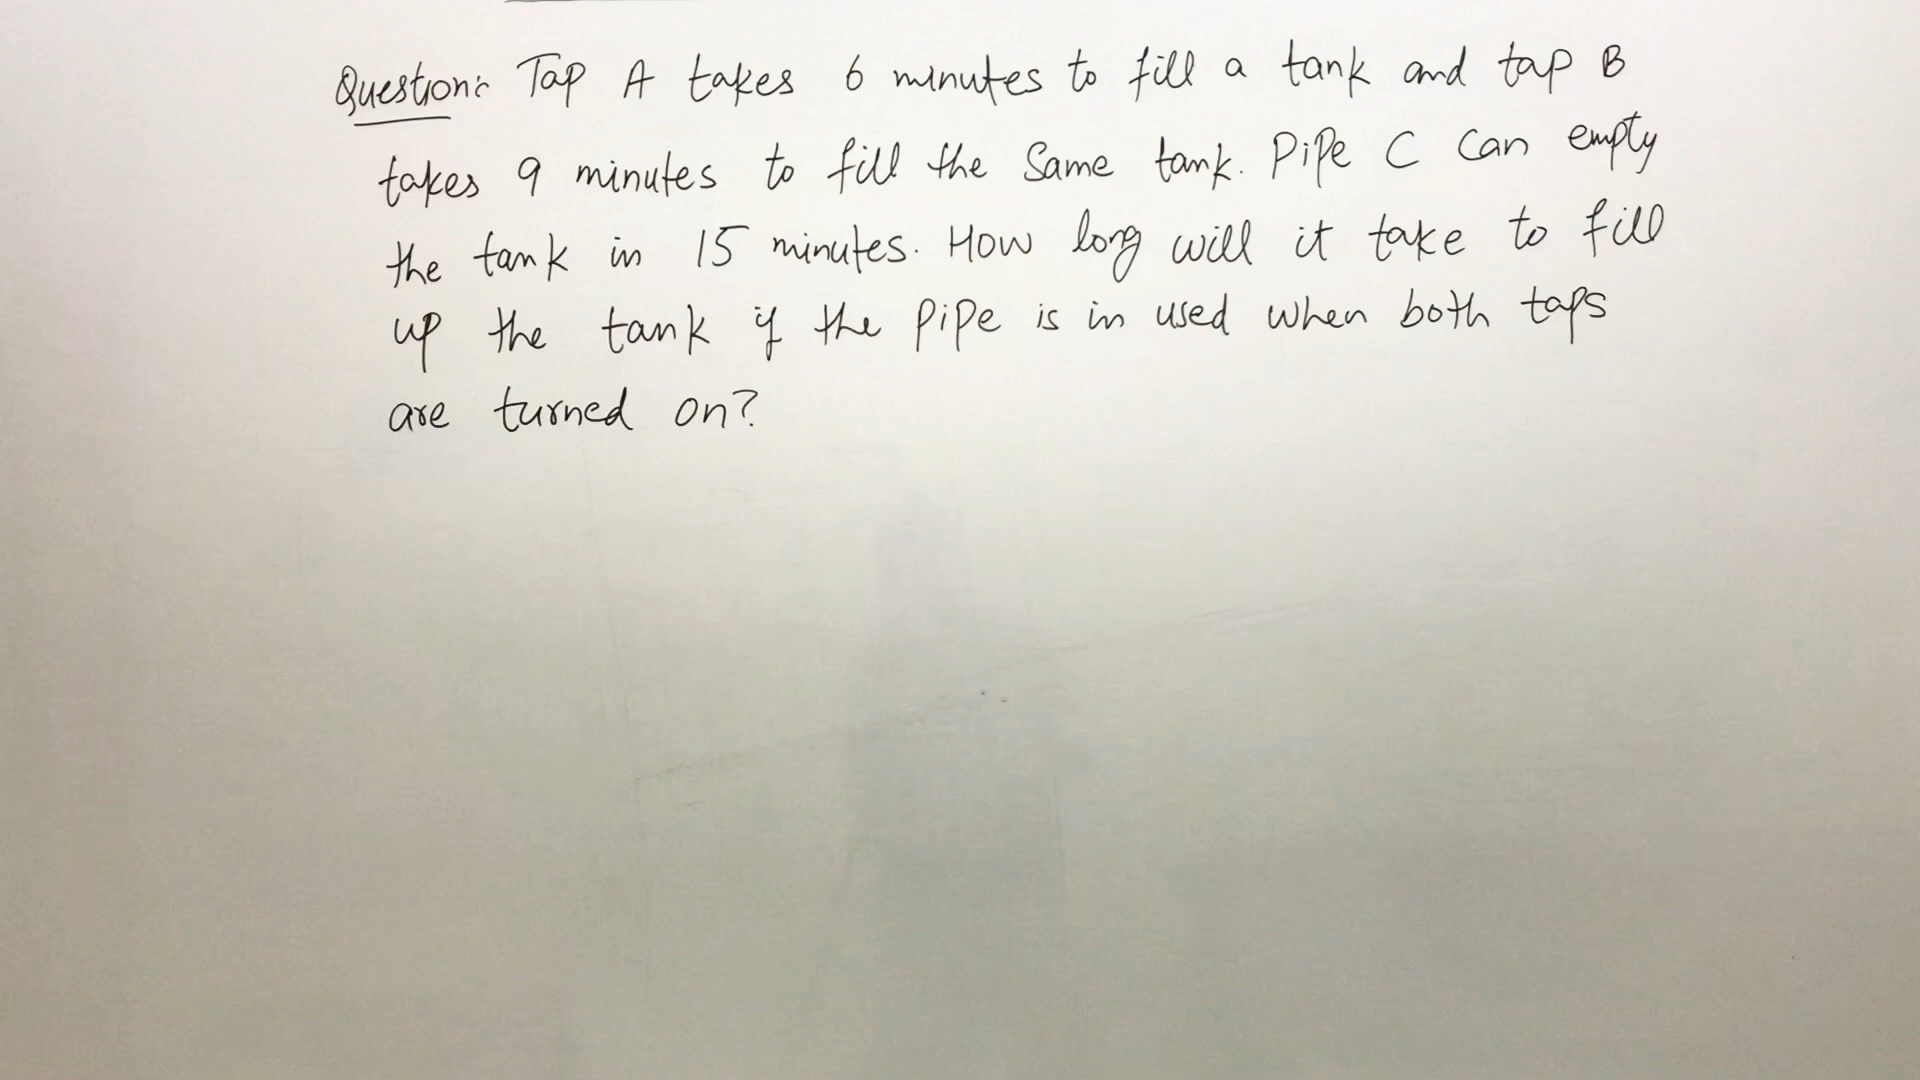 Question: Tap A takes 6 minutes to fill a tank and tap B
takes 9 minutes to fill the Same tank. Pipe C Can empty
the tank in 15 minutes. How long will it take to fill
up the tank if the Pipe is in used when both taps
are turned on?